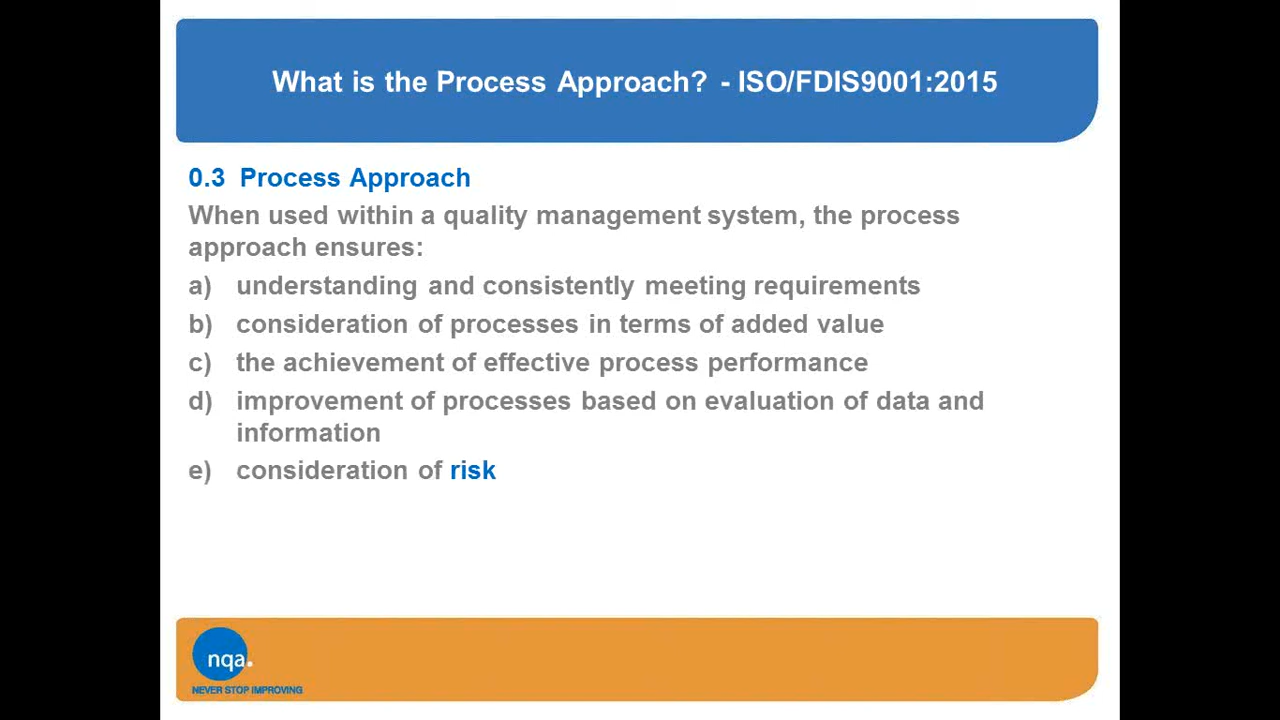 What is the Process Approach? - ISO/FDIS9001:2015
0.3 Process Approach
When used within a quality management system, the process
approach ensures:
a) understanding and consistently meeting requirements
b) consideration of processes in terms of added value
c) the achievement of effective process performance
d) improvement of processes based on evaluation of data and
information
e) consideration of risk
nqa.
NEVER STOP IMPROVING